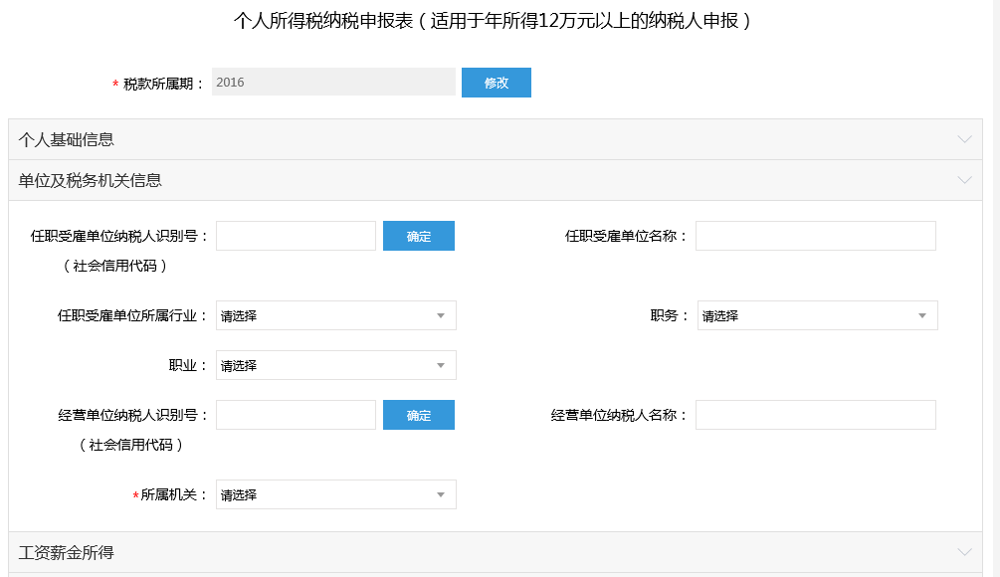 个人所得税纳税申报表（适用于年所得12万元以上的纳税人申报）
* 税款所属期： 2016 修改
个人基础信息
单位及税务机关信息
任职受雇单位纳税人识别号： 确定 任职受雇单位名称：
（社会信用代码）
任职受雇单位所属行业： 请选择 职务： 请选择
职业： 请选择
经营单位纳税人识别号： 确定 经营单位纳税人名称：
（社会信用代码）
*所属机关： 请选择
工资薪金所得